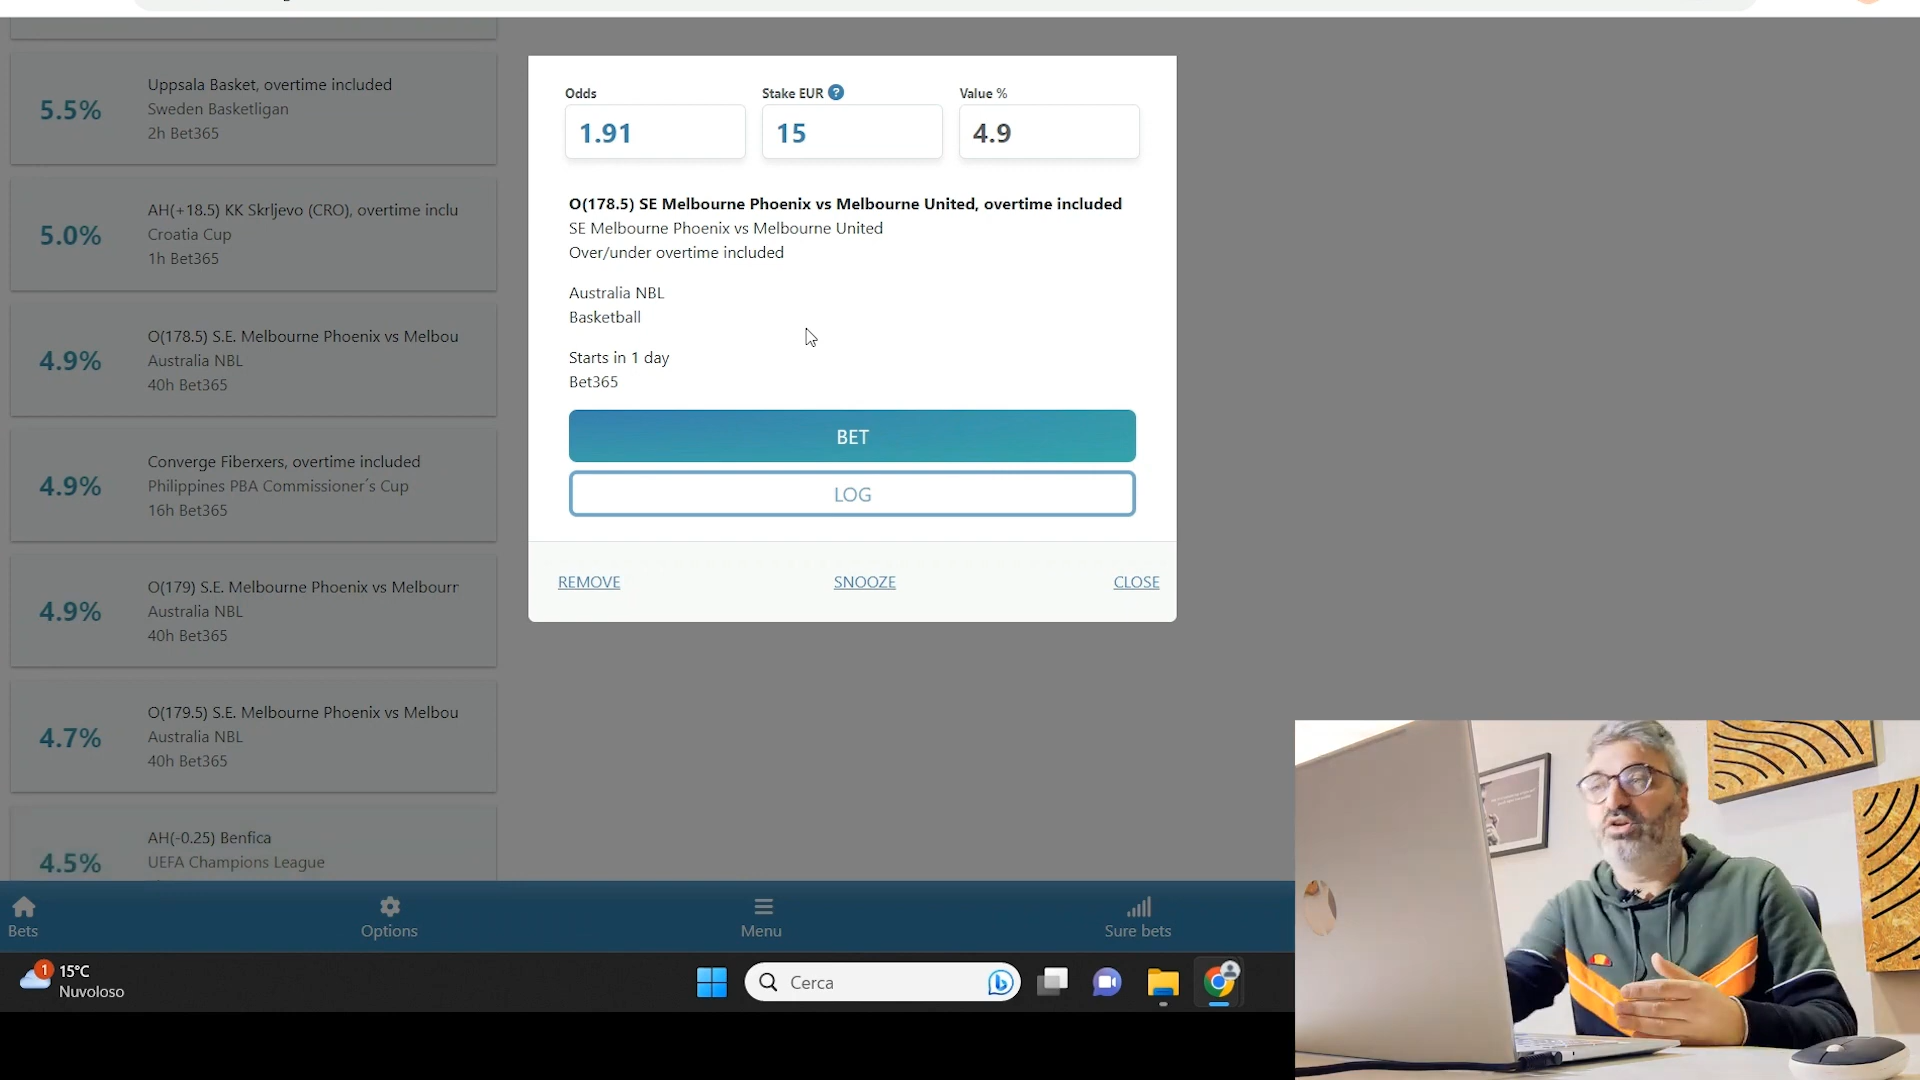 5.5%
Uppsala Basket, overtime included
Sweden Basketligan
2h Bet365
5.0%
AH(+18.5) KK Skrljevo (CRO), overtime inclu
Croatia Cup
1h Bet365
4.9%
O(178.5) S.E. Melbourne Phoenix vs Melbou
Australia NBL
40h Bet365
4.9%
Converge Fiberxers, overtime included
Philippines PBA Commissioner´s Cup
16h Bet365
4.9%
O(179) S.E. Melbourne Phoenix vs Melbourr
Australia NBL
40h Bet365
4.7%
O(179.5) S.E. Melbourne Phoenix vs Melbou
Australia NBL
40h Bet365
4.5%
AH(-0.25) Benfica
UEFA Champions League
Odds
Stake EUR ?
Value %
1.91
15
4.9
O(178.5) SE Melbourne Phoenix vs Melbourne United, overtime included
SE Melbourne Phoenix vs Melbourne United
Over/under overtime included
Australia NBL
Basketball
Starts in 1 day
Bet365
BET
LOG
REMOVE
SNOOZE
CLOSE
Bets
Options
Menu
Sure bets
1
15°C
Nuvoloso
Cerca